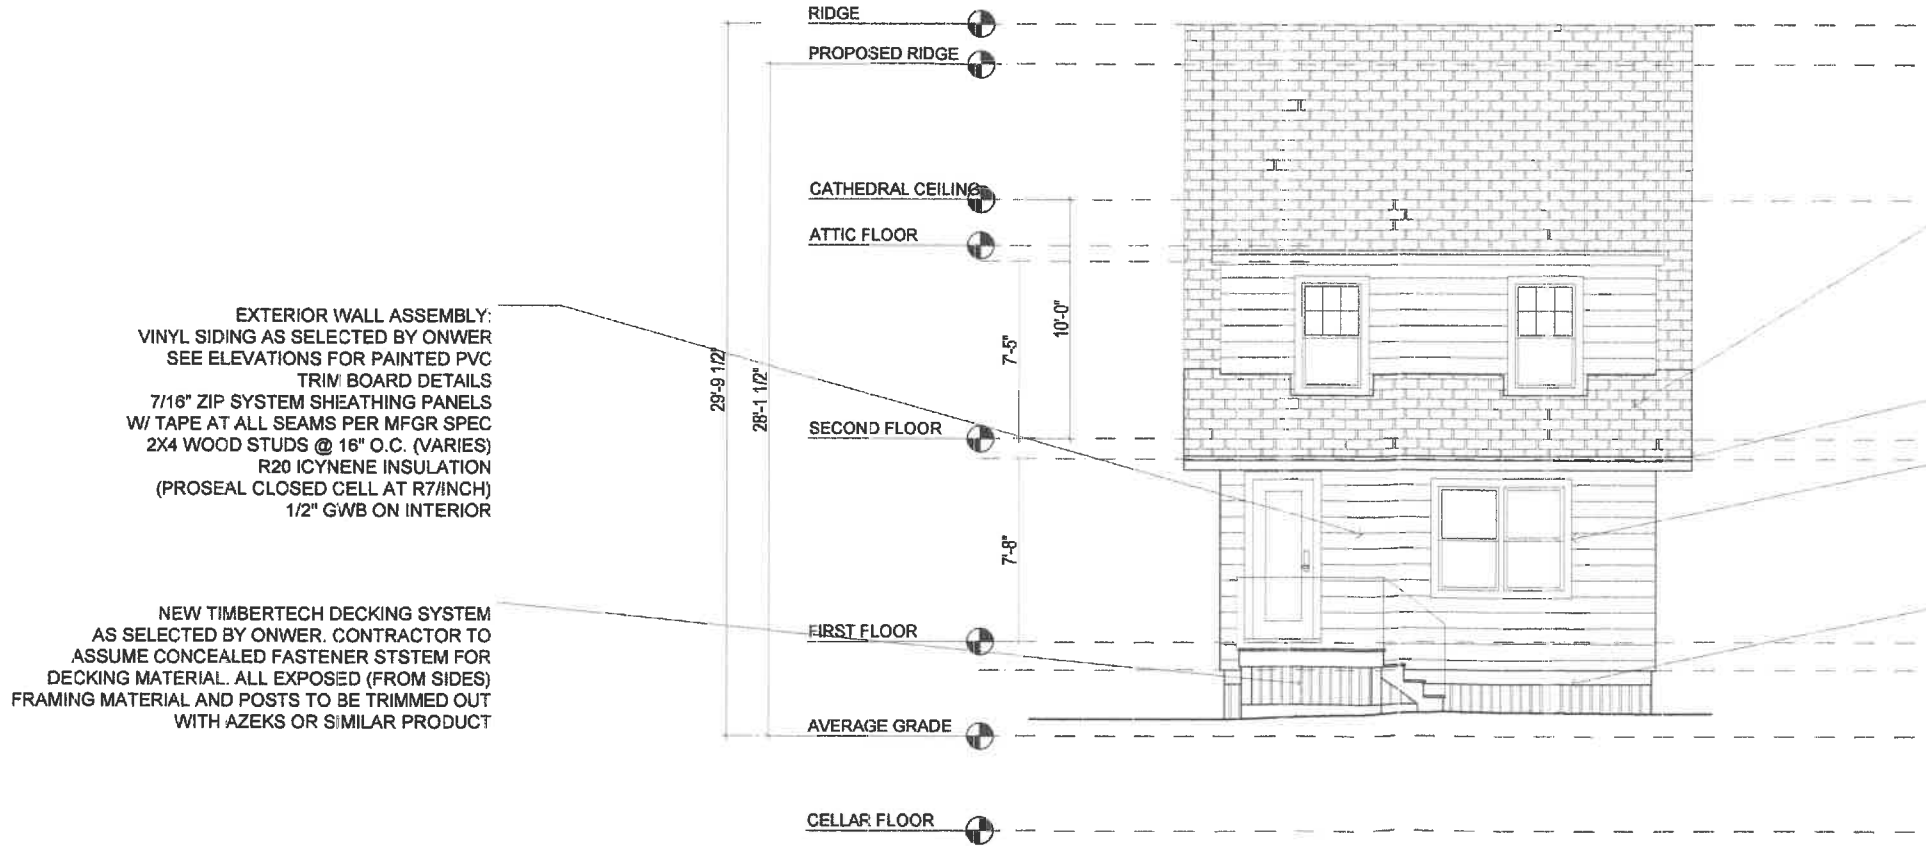 RIDGE
PROPOSED RIDGE
CATHEDRAL CEILING
ATTIC FLOOR
EXTERIOR WALL ASSEMBLY:
VINYL SIDING AS SELECTED BY ONWER
SEE ELEVATIONS FOR PAINTED PVC
TRIM BOARD DETAILS
7/16" ZIP SYSTEM SHEATHING PANELS
W/ TAPE AT ALL SEAMS PER MFGR SPEC
2X4 WOOD STUDS @ 16" O.C. (VARIES)
R20 ICYNENE INSULATION
(PROSEAL CLOSED CELL AT R7/INCH)
1/2" GWB ON INTERIOR
29'-9 1/2"
28'-1 1/2"
7'-5"
10'-0"
SECOND FLOOR
7'-8"
NEW TIMBERTECH DECKING SYSTEM
AS SELECTED BY ONWER. CONTRACTOR TO
ASSUME CONCEALED FASTENER STSTEM FOR
DECKING MATERIAL. ALL EXPOSED (FROM SIDES)
FRAMING MATERIAL AND POSTS TO BE TRIMMED OUT
WITH AZEKS OR SIMILAR PRODUCT
FIRST FLOOR
AVERAGE GRADE
CELLAR FLOOR